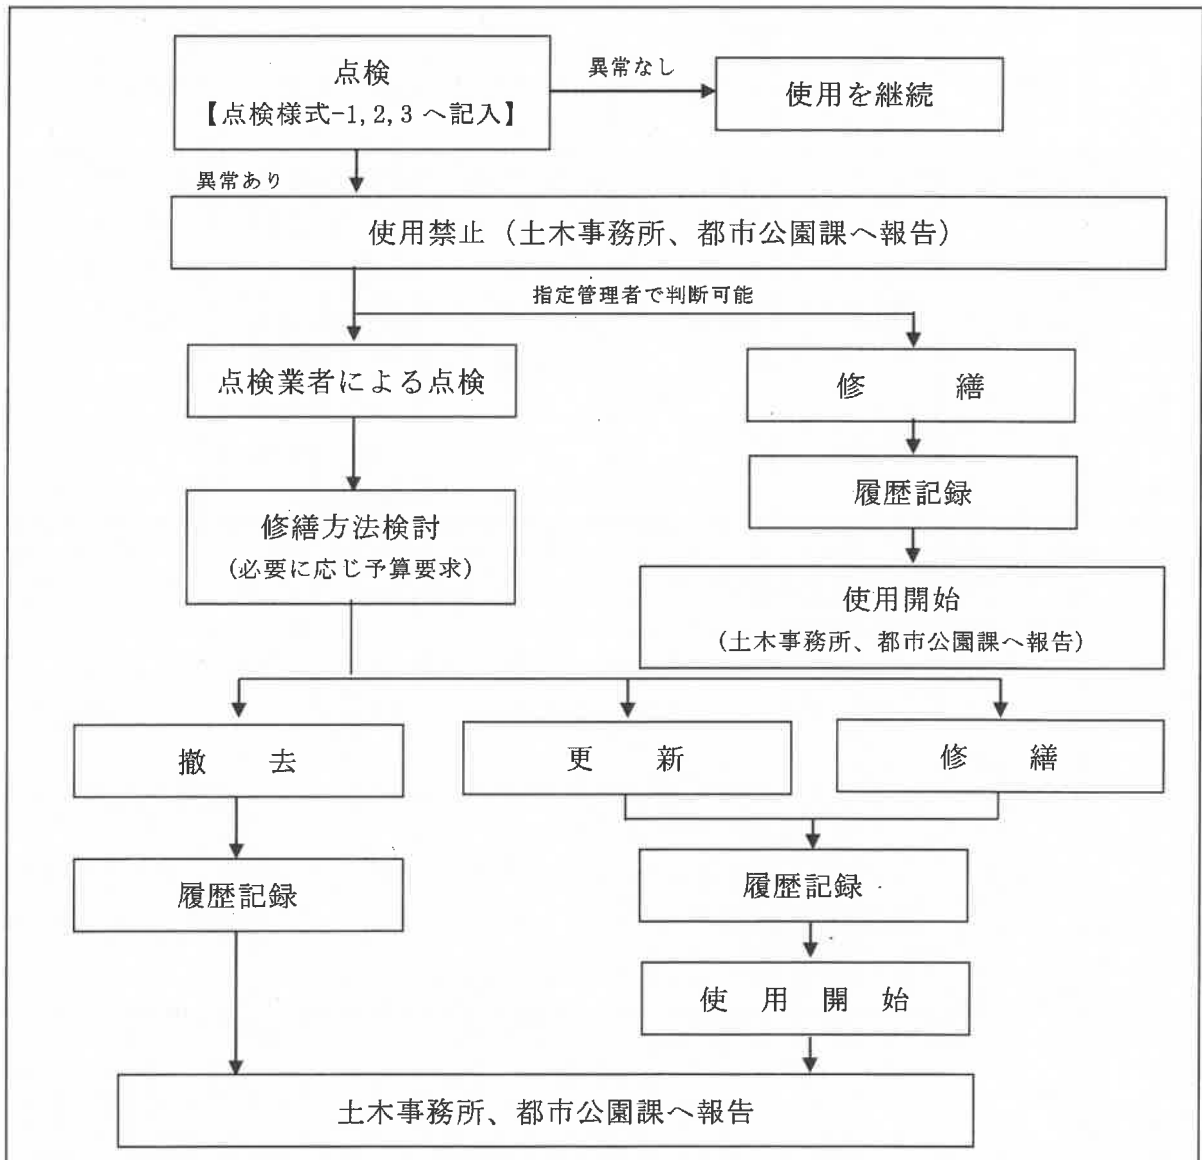 点検
【点検様式-1,2,3 へ記入】
異常なし
使用を継続
異常あり
使用禁止（土木事務所、都市公園課へ報告）
指定管理者で判断可能
点検業者による点検
修　　繕
履歴記録
修繕方法検討
(必要に応じ予算要求)
使用開始
(土木事務所、都市公園課へ報告)
撤　去
更　新
修　繕
履歴記録
履歴記録
使 用 開 始
土木事務所、都市公園課へ報告